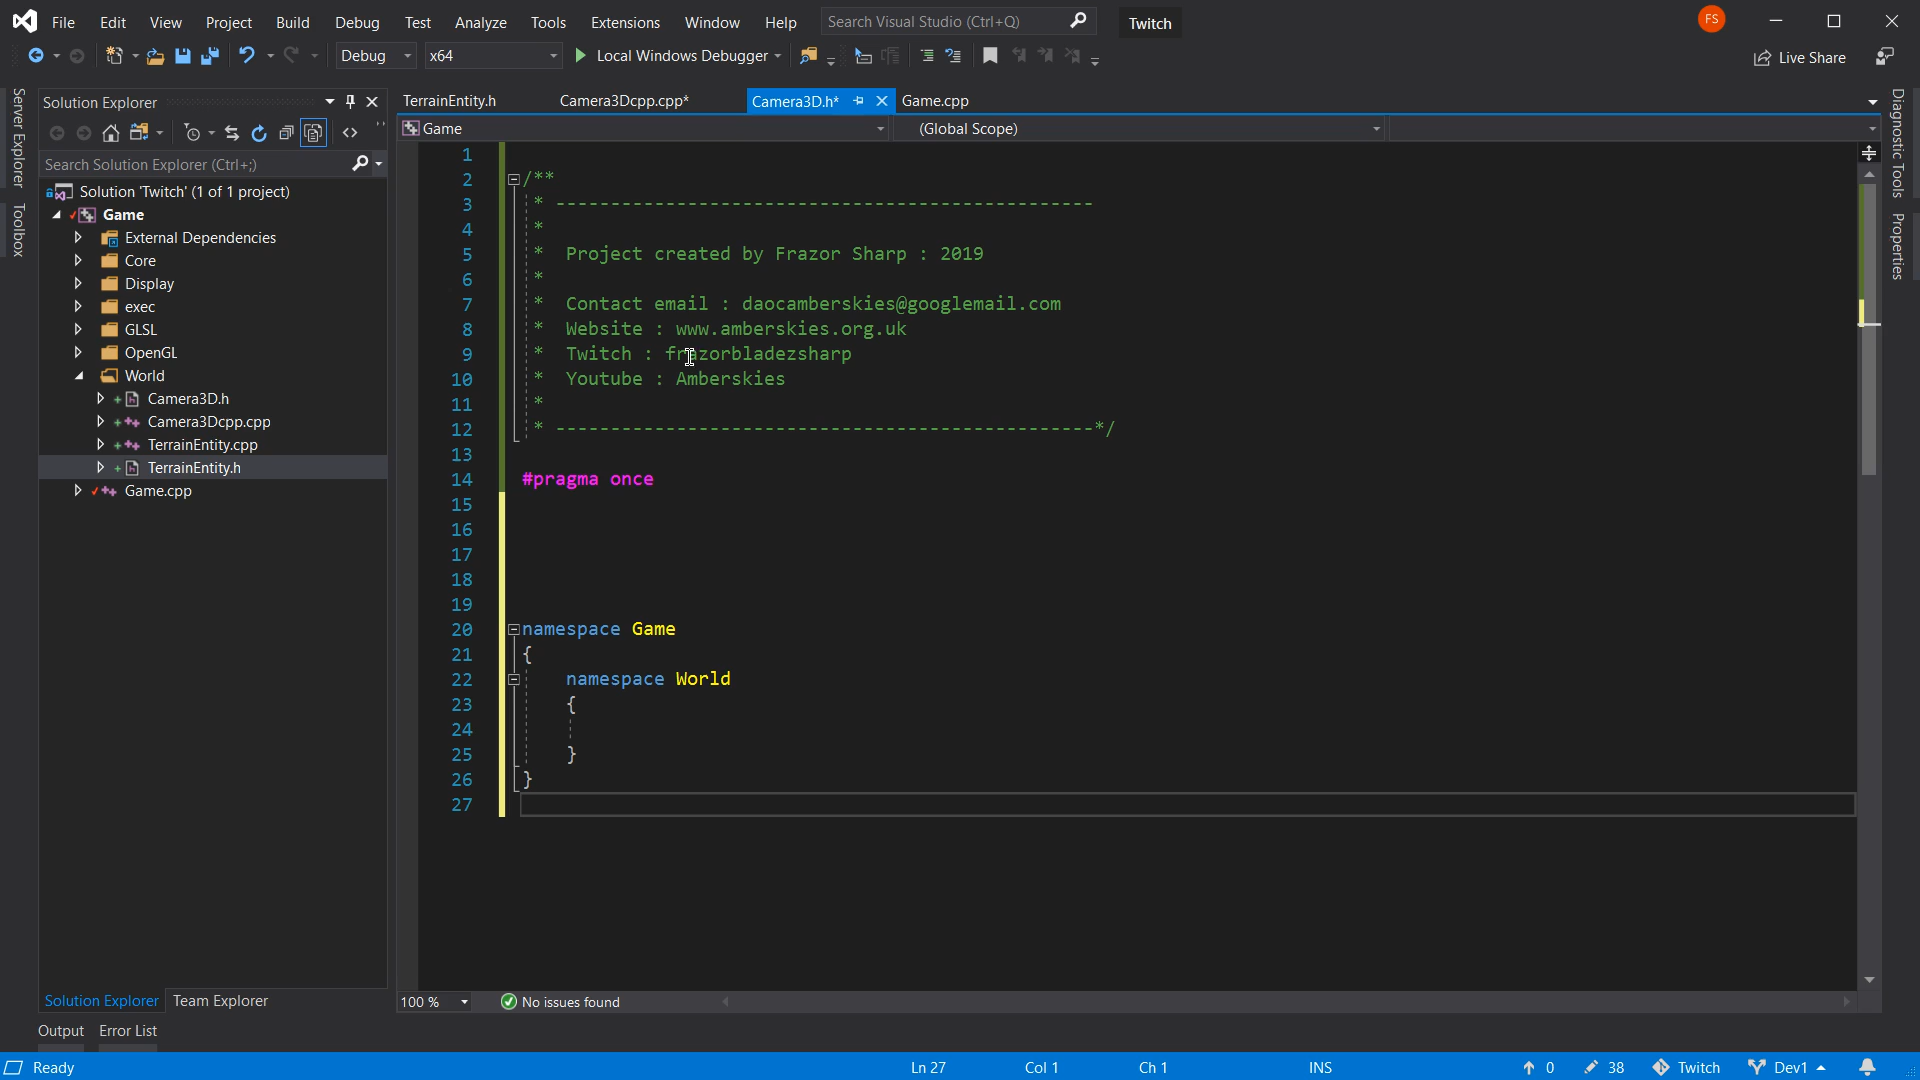 File Edit View Project Build Debug Test Analyze Tools Extensions Window Help Search Visual Studio (Ctrl+Q) Twitch FS
Debug x64 Local Windows Debugger Live Share
Server Explorer
Toolbox
Solution Explorer
Search Solution Explorer (Ctrl+;)
Solution 'Twitch' (1 of 1 project)
Game
External Dependencies
Core
Display
exec
GLSL
OpenGL
World
Camera3D.h
Camera3Dcpp.cpp
TerrainEntity.cpp
TerrainEntity.h
Game.cpp
Solution Explorer Team Explorer
TerrainEntity.h Camera3Dcpp.cpp* Camera3D.h* Game.cpp
Game (Global Scope)
1
2 /**
3 * -------------------------------------------------
4 *
5 * Project created by Frazor Sharp : 2019
6 *
7 * Contact email : daocamberskies@googlemail.com
8 * Website : www.amberskies.org.uk
9 * Twitch : frazorbladezsharp
10 * Youtube : Amberskies
11 *
12 * -------------------------------------------------*/
13
14 #pragma once
15
16
17
18
19
20 namespace Game
21 {
22 namespace World
23 {
24
25 }
26 }
27
100 % No issues found
Diagnostic Tools
Properties
Output Error List
Ready Ln 27 Col 1 Ch 1 INS 0 38 Twitch Dev1